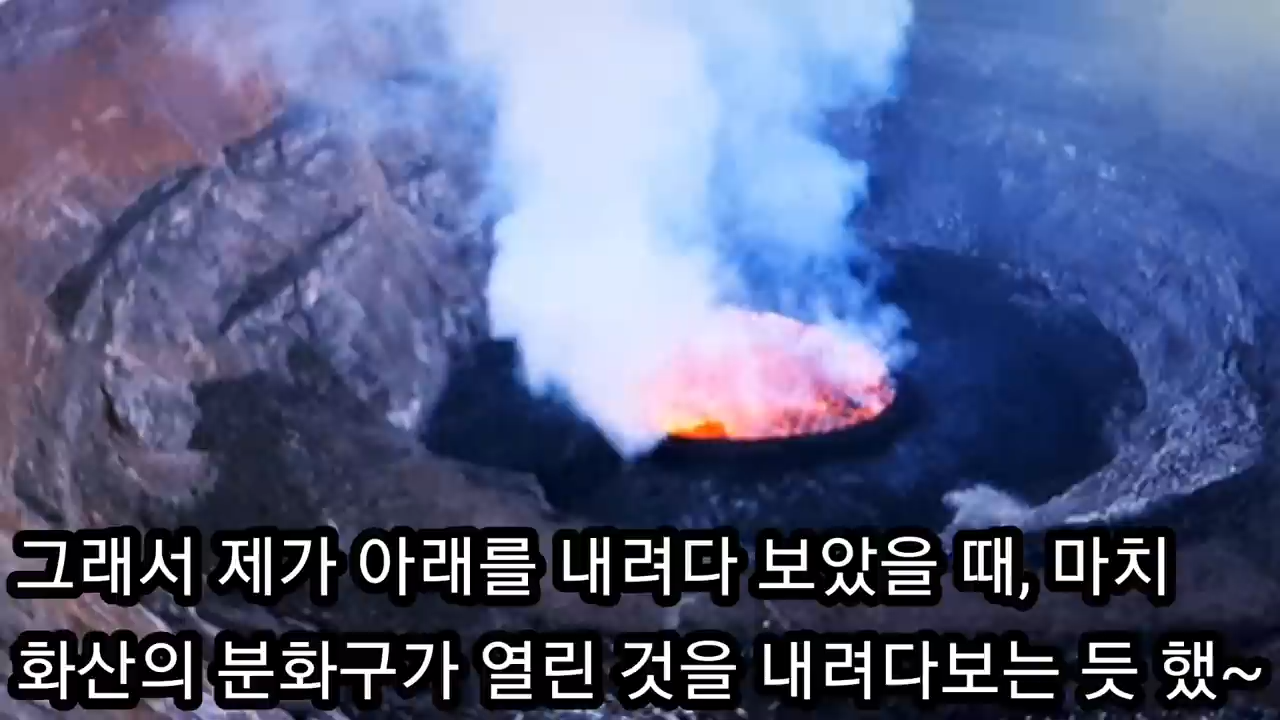 그래서 제가 아래를 내려다 보았을 때, 마치
화산의 분화구가 열린 것을 내려다보는 듯 했~